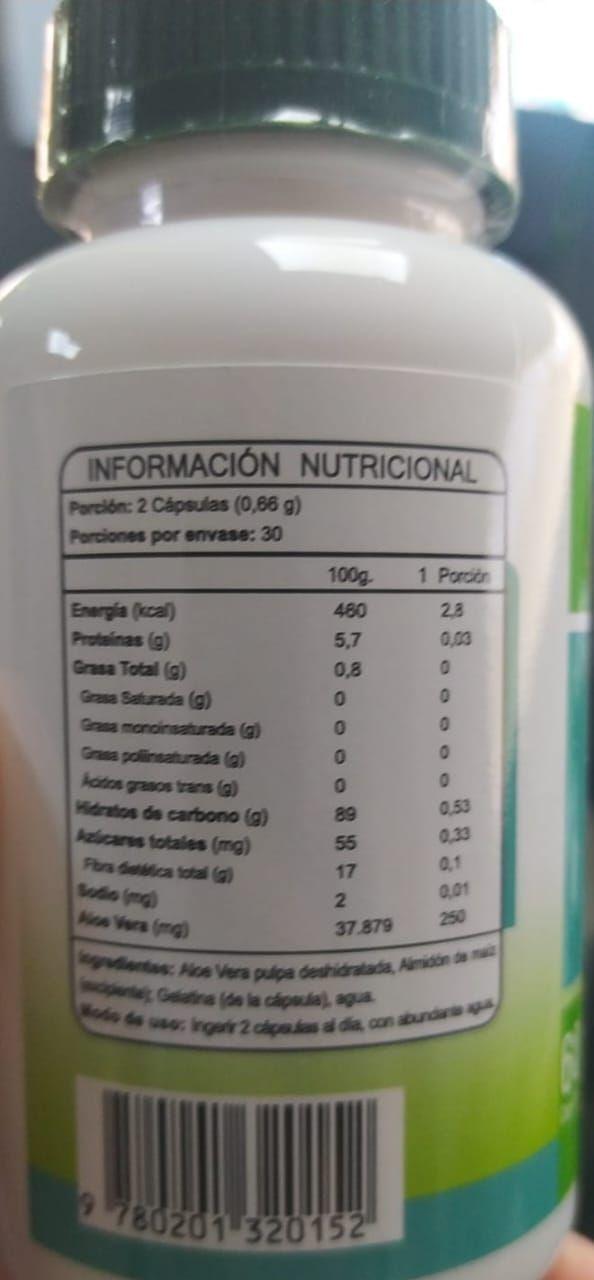 INFORMACIÓN NUTRICIONAL
Porción: 2 Cápsulas (0,66 g)
Porciones por envase: 30
100g. 1 Porción
Energía (kcal) 460 2,8
Proteínas (g) 5,7 0,03
Grasa Total (g) 0,8 0
Grasa Saturada (g) 0 0
Grasa monoinsaturada (g) 0 0
Grasa poliinsaturada (g) 0 0
Ácidos grasos trans (g) 0 0
Hidratos de carbono (g) 89 0,53
Azúcares totales (mg) 55 0,33
Fibra dietética total (g) 17 0,1
Sodio (mg) 2 0,01
Aloe Vera (mg) 37.879 250
Ingredientes: Aloe Vera pulpa deshidratada, Almidón de maíz
(excipiente); Gelatina (de la cápsula), agua.
Modo de uso: Ingerir 2 cápsulas al día, con abundante agua.
9 780201 320152